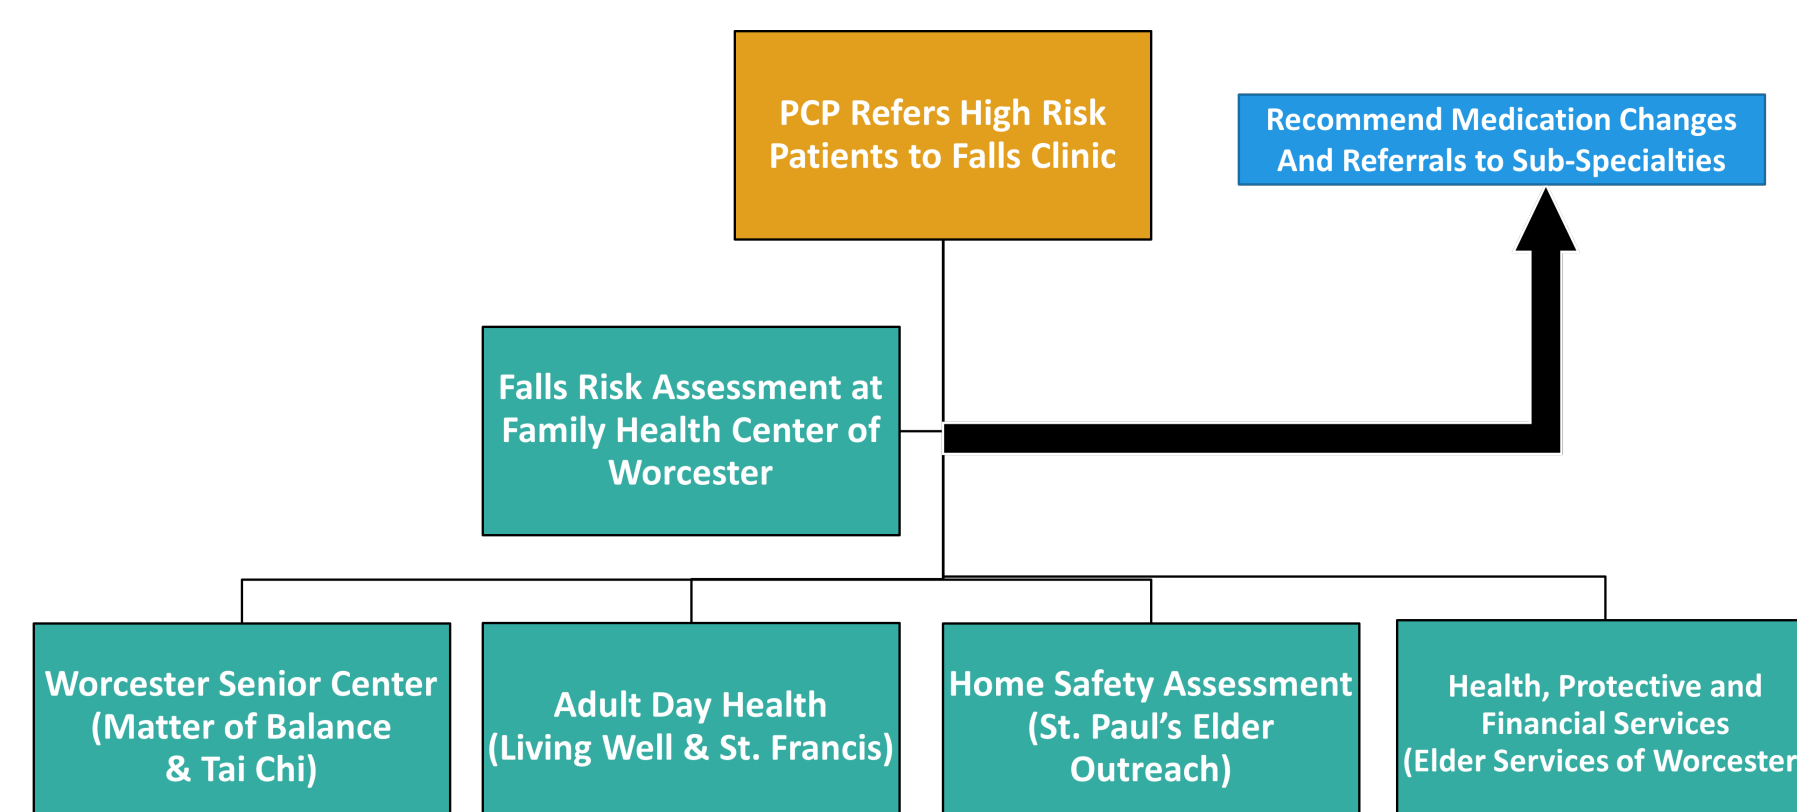 PCP Refers High Risk
Patients to Falls Clinic
Recommend Medication Changes
And Referrals to Sub-Specialties
Falls Risk Assessment at
Family Health Center of
Worcester
Worcester Senior Center
(Matter of Balance
& Tai Chi)
Adult Day Health
(Living Well & St. Francis)
Home Safety Assessment
(St. Paul’s Elder
Outreach)
Health, Protective and
Financial Services
(Elder Services of Worcester